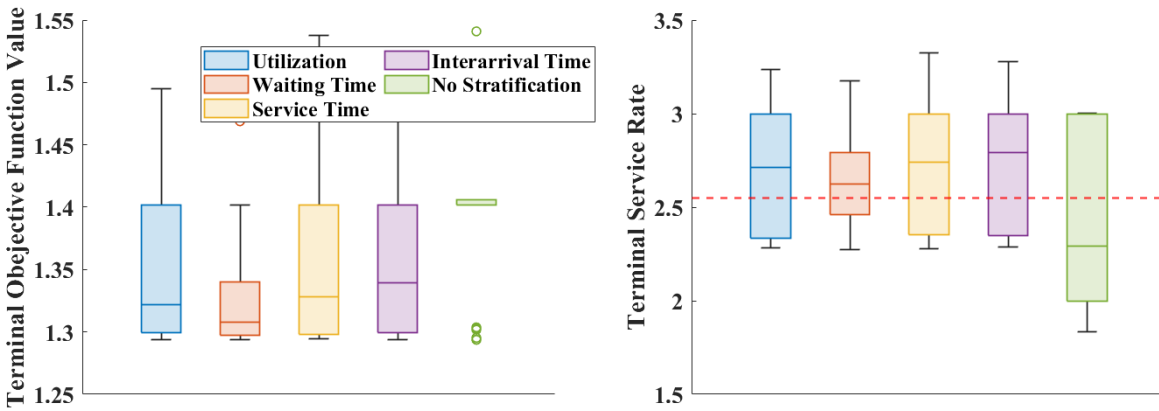 Terminal Obejective Function Value
1.55
1.5
1.45
1.4
1.35
1.3
1.25
Utilization
Interarrival Time
Waiting Time
No Stratification
Service Time
Terminal Service Rate
3.5
3
2.5
2
1.5